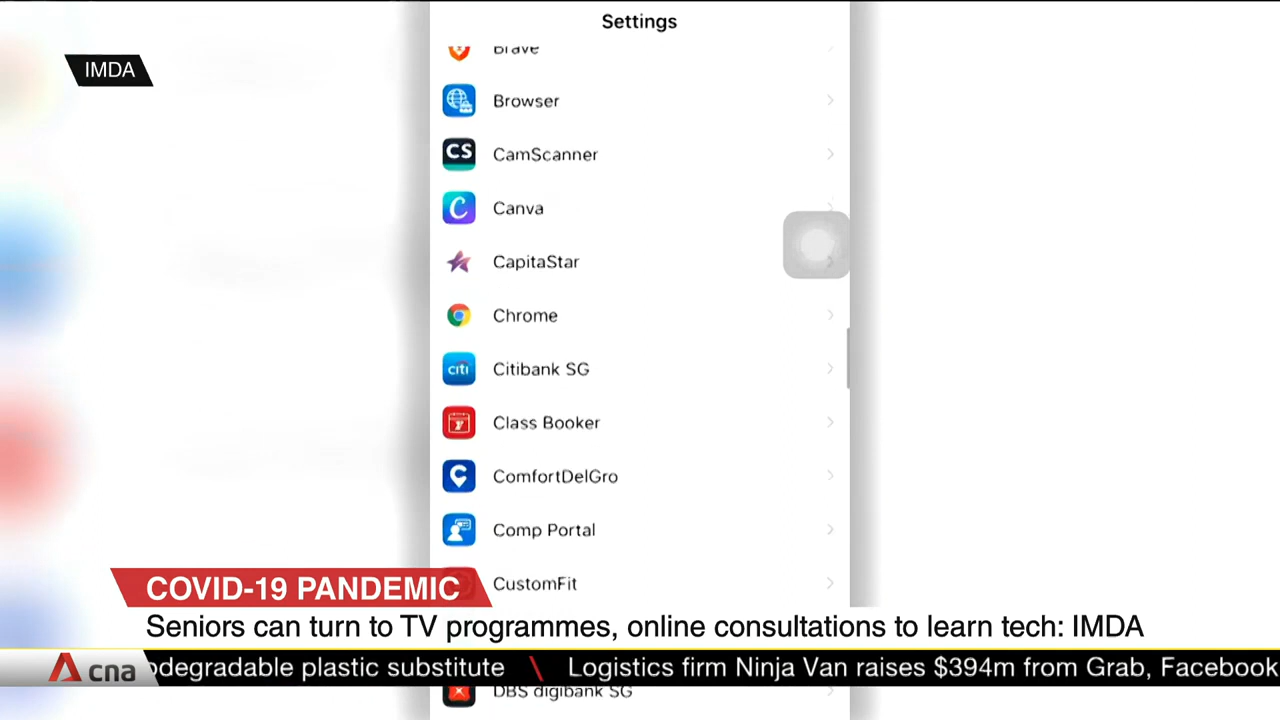 Settings
IMDA
Brave
Browser
CS
CamScanner
C
Canva
CapitaStar
Chrome
citi
Citibank SG
Class Booker
ComfortDelGro
Comp Portal
CustomFit
COVID-19 PANDEMIC
Seniors can turn to TV programmes, online consultations to learn tech: IMDA
cna
odegradable plastic substitute \ Logistics firm Ninja Van raises $394m from Grab, Facebook
DBS digibank SG